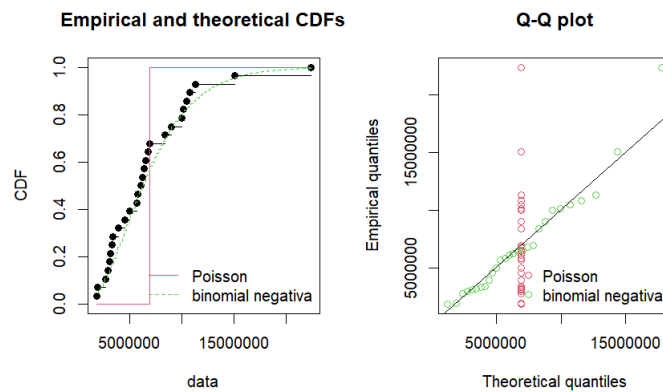 Empirical and theoretical CDFs
CDF
0.0 0.2 0.4 0.6 0.8 1.0
Poisson
binomial negativa
5000000 15000000
data
Q-Q plot
Empirical quantiles
5000000 15000000
Poisson
binomial negativa
5000000 15000000
Theoretical quantiles